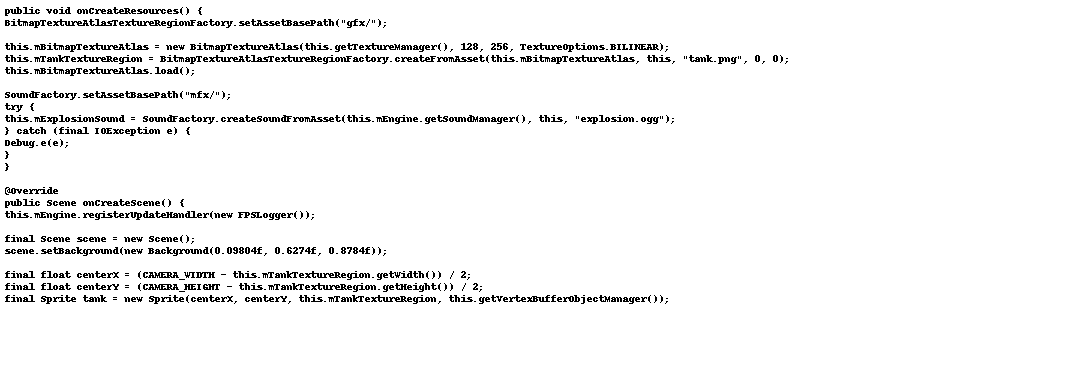 public void onCreateResources() {
BitmapTextureAtlasTextureRegionFactory.setAssetBasePath("gfx/");
this.mBitmapTextureAtlas = new BitmapTextureAtlas(this.getTextureManager(), 128, 256, TextureOptions.BILINEAR);
this.mTankTextureRegion = BitmapTextureAtlasTextureRegionFactory.createFromAsset(this.mBitmapTextureAtlas, this, "tank.png", 0, 0);
this.mBitmapTextureAtlas.load();
SoundFactory.setAssetBasePath("mfx/");
try {
this.mExplosionSound = SoundFactory.createSoundFromAsset(this.mEngine.getSoundManager(), this, "explosion.ogg");
} catch (final IOException e) {
Debug.e(e);
}
}
@Override
public Scene onCreateScene() {
this.mEngine.registerUpdateHandler(new FPSLogger());
final Scene scene = new Scene();
scene.setBackground(new Background(0.09804f, 0.6274f, 0.8784f));
final float centerX = (CAMERA_WIDTH - this.mTankTextureRegion.getWidth()) / 2;
final float centerY = (CAMERA_HEIGHT - this.mTankTextureRegion.getHeight()) / 2;
final Sprite tank = new Sprite(centerX, centerY, this.mTankTextureRegion, this.getVertexBufferObjectManager());